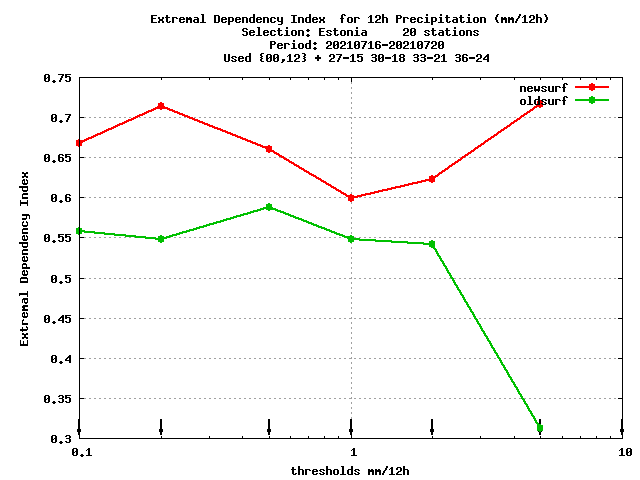 Extremal Dependency Index  for 12h Precipitation (mm/12h)
Selection: Estonia     20 stations
Period: 20210716-20210720
Used {00,12} + 27-15 30-18 33-21 36-24
newsurf
oldsurf
0.75
0.7
0.65
0.6
0.55
0.5
0.45
0.4
0.35
0.3
Extremal Dependency Index
0.1
1
10
thresholds mm/12h